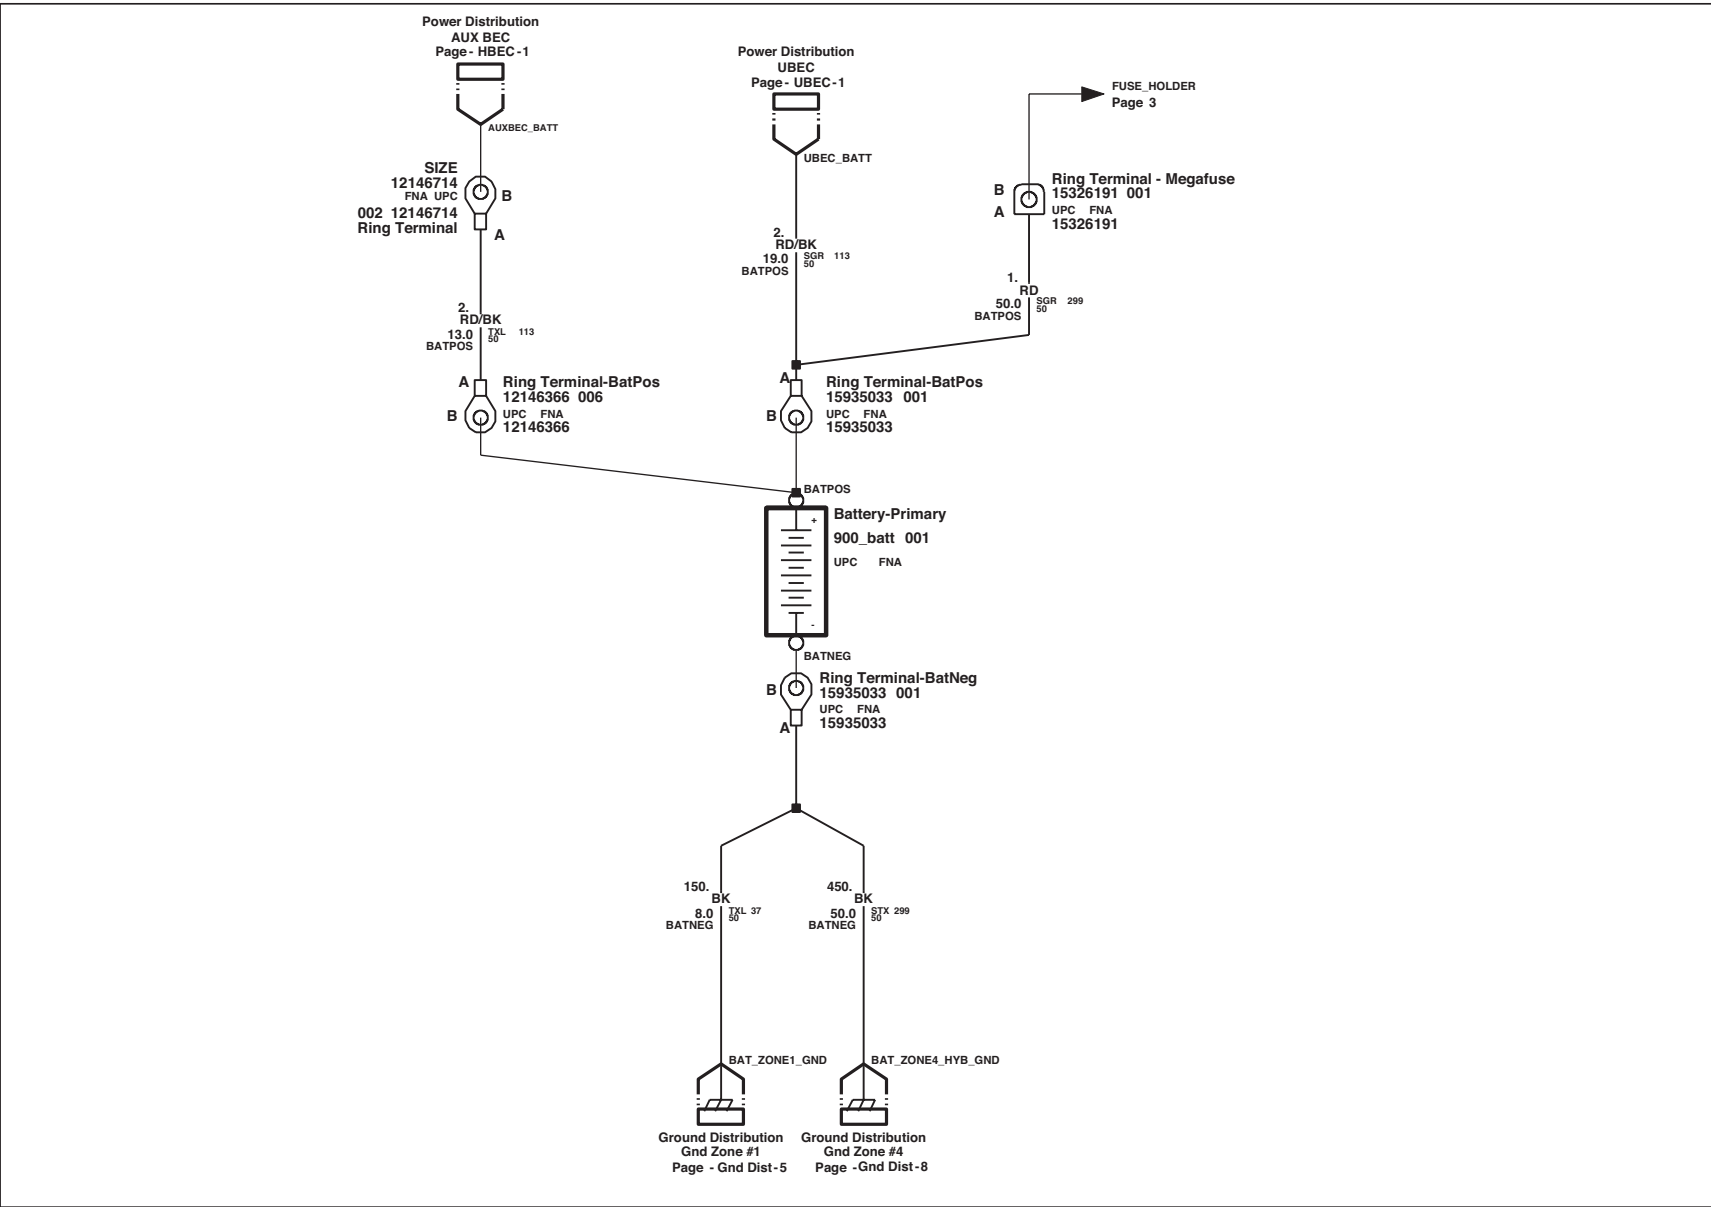 Power Distribution
AUX BEC
Page - HBEC - 1
AUXBEC_BATT
SIZE
12146714
FNA UPC
002 12146714
Ring Terminal
B
A
2.
RD/BK
13.0
BATPOS
TXL 113
50
A
B
Ring Terminal-BatPos
12146366 006
UPC FNA
12146366
Power Distribution
UBEC
Page - UBEC - 1
UBEC_BATT
2.
RD/BK
19.0
BATPOS
SGR 113
50
FUSE_HOLDER
Page 3
B
A
Ring Terminal - Megafuse
15326191 001
UPC FNA
15326191
1.
RD
50.0
BATPOS
SGR 299
50
A
B
Ring Terminal-BatPos
15935033 001
UPC FNA
15935033
BATPOS
+
-
Battery-Primary
900_batt 001
UPC FNA
BATNEG
B
A
Ring Terminal-BatNeg
15935033 001
UPC FNA
15935033
150.
BK
8.0
BATNEG
TXL 37
50
450.
BK
50.0
BATNEG
STX 299
50
BAT_ZONE1_GND
Ground Distribution
Gnd Zone #1
Page - Gnd Dist - 5
BAT_ZONE4_HYB_GND
Ground Distribution
Gnd Zone #4
Page - Gnd Dist - 8